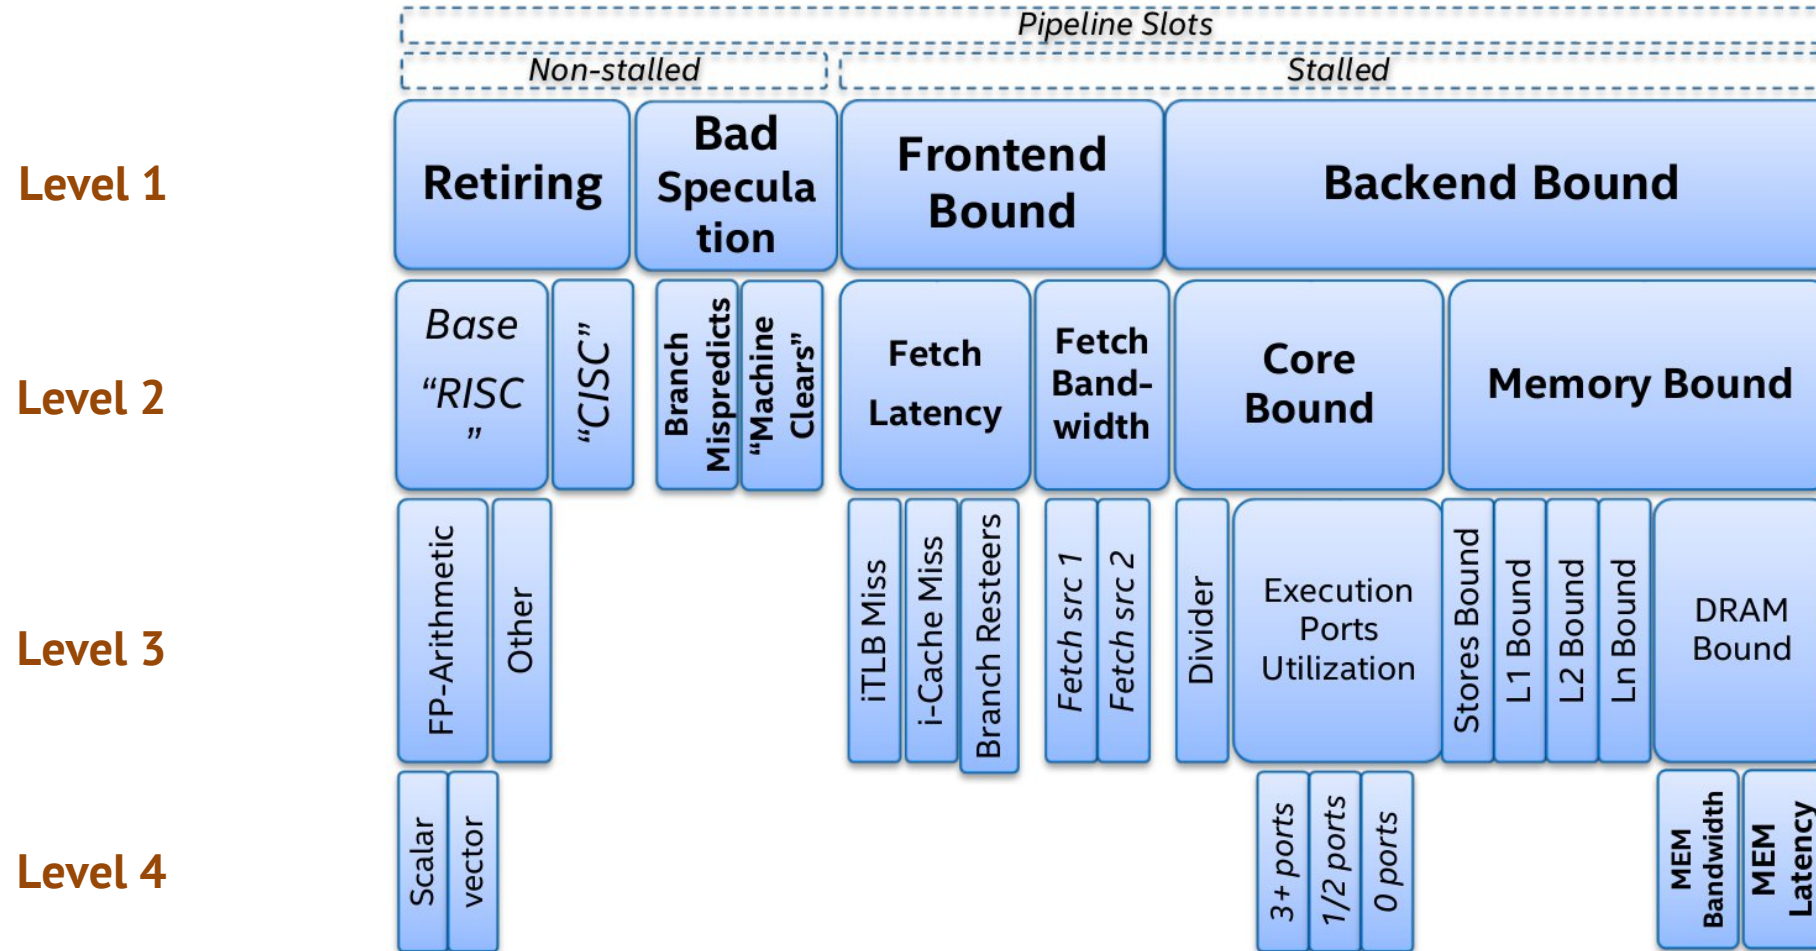 Pipeline Slots
Non-stalled
Stalled
Level 1
Retiring
Bad
Specula
tion
Frontend
Bound
Backend Bound
Level 2
Base
“RISC
”
“CISC”
Branch
Mispredicts
“Machine
Clears”
Fetch
Latency
Fetch
Band-
width
Core
Bound
Memory Bound
Level 3
FP-Arithmetic
Other
iTLB Miss
i-Cache Miss
Branch Resteers
Fetch src 1
Fetch src 2
Divider
Execution
Ports
Utilization
Stores Bound
L1 Bound
L2 Bound
Ln Bound
DRAM
Bound
Level 4
Scalar
vector
3+ ports
1/2 ports
0 ports
MEM
Bandwidth
MEM
Latency